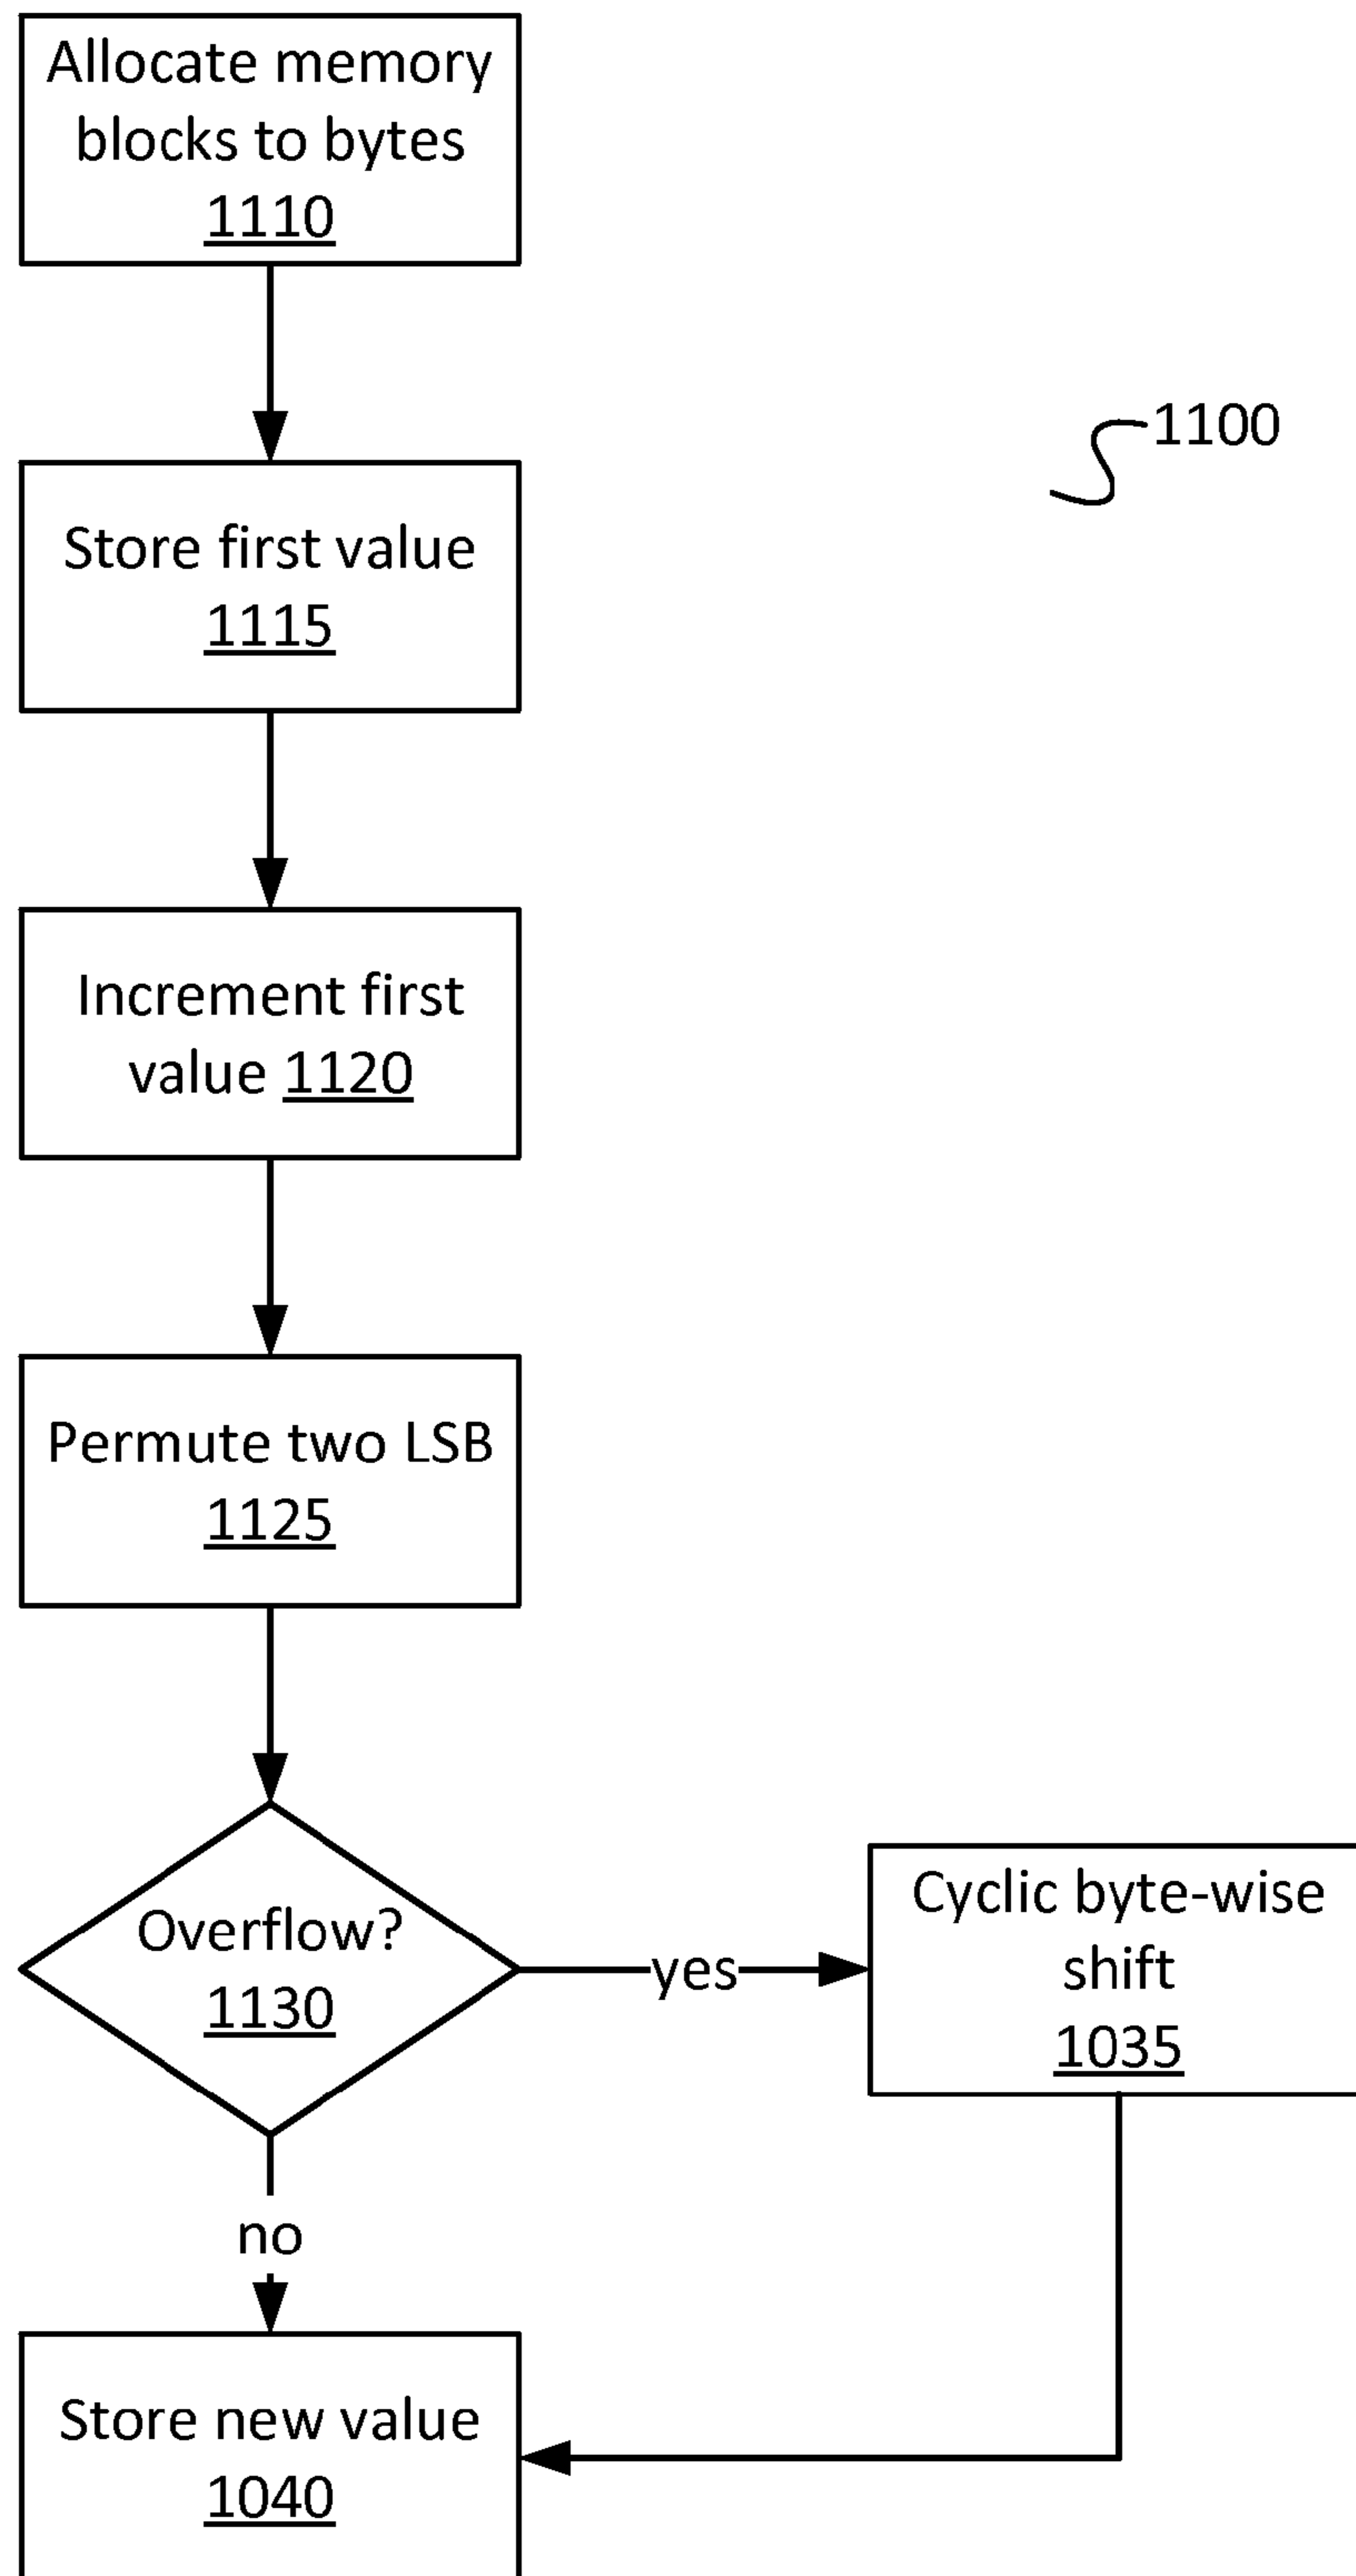 Allocate memory
blocks to bytes
1110
1100
Store first value
1115
Increment first
value 1120
Permute two LSB
1125
Overflow?
1130
yes
Cyclic byte-wise
shift
1035
no
Store new value
1040